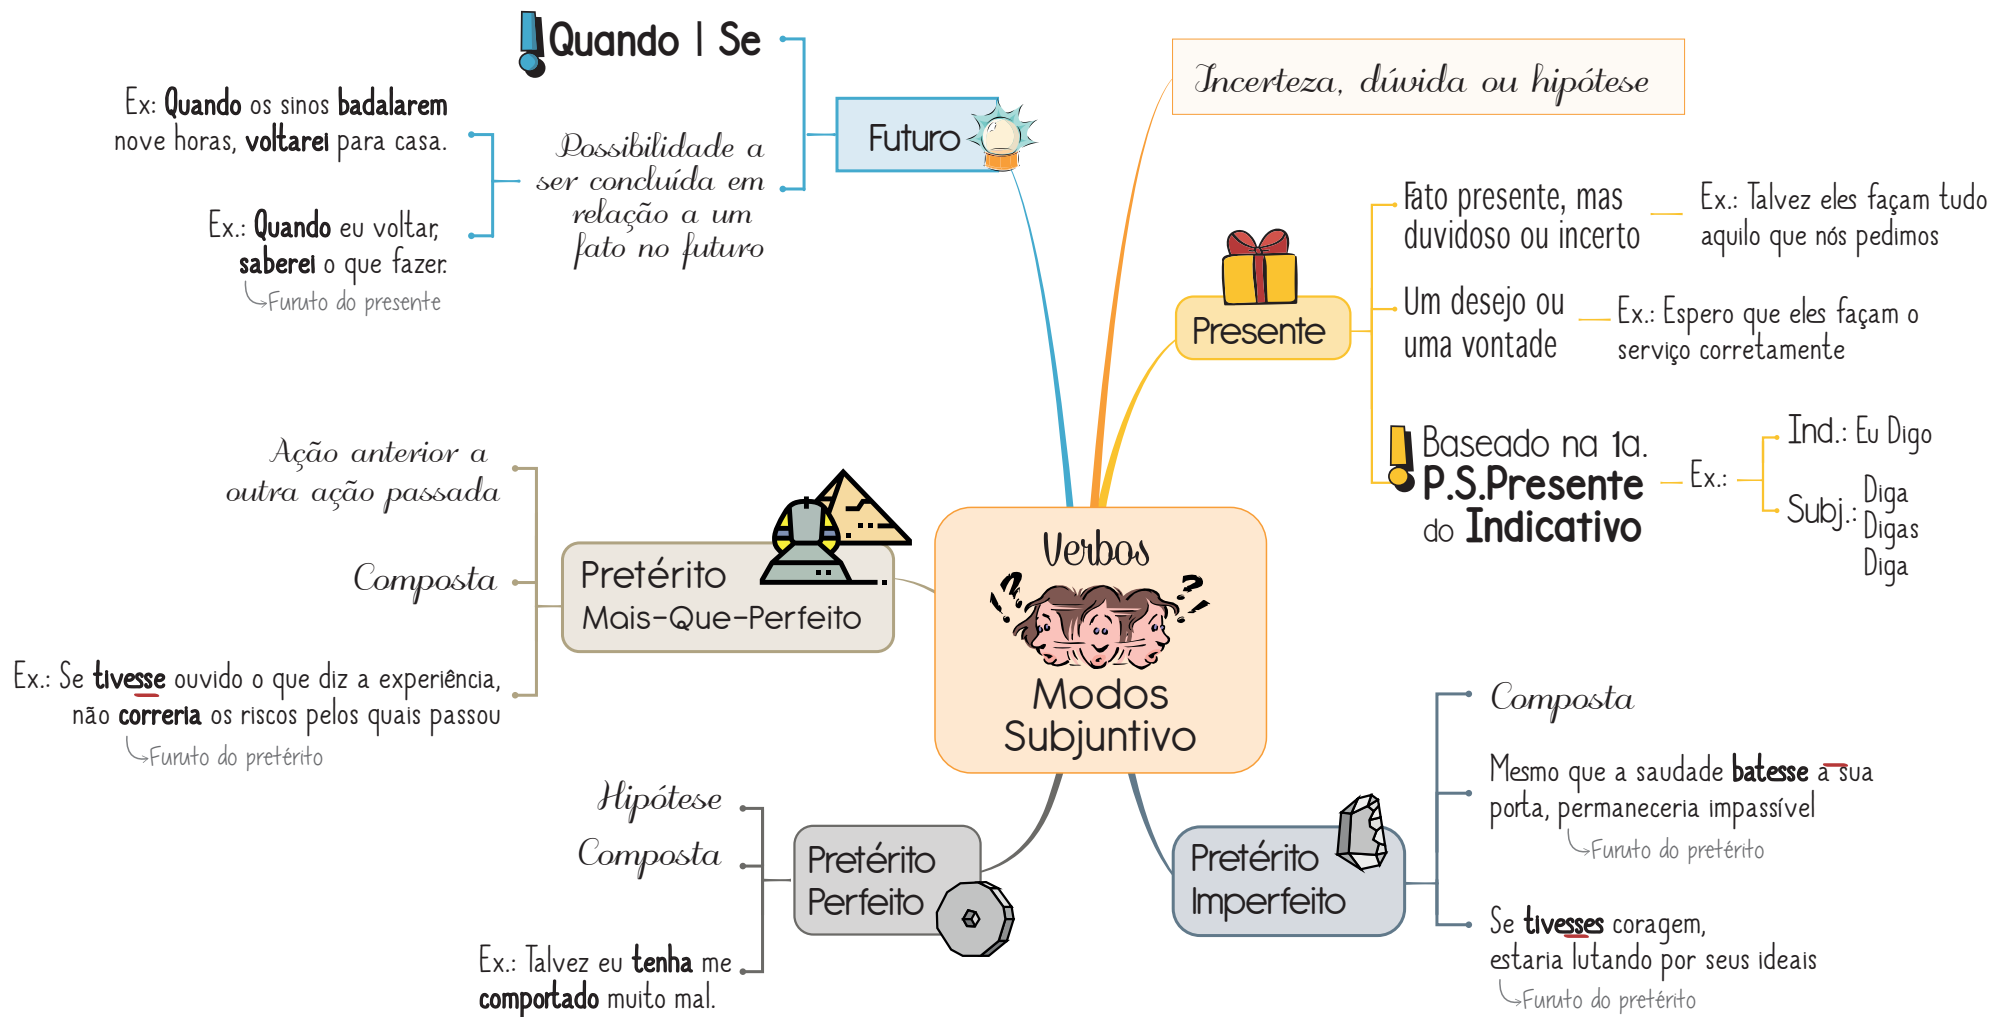 Verbos
Modos
Subjuntivo
Incerteza, dúvida ou hipótese
Presente
Fato presente, mas
duvidoso ou incerto
Ex.: Talvez eles façam tudo
aquilo que nós pedimos
Um desejo ou
uma vontade
Ex.: Espero que eles façam o
serviço corretamente
Baseado na 1a.
P.S.Presente
do Indicativo
Ex.:
Ind.: Eu Digo
Subj.:
Diga
Digas
Diga
Pretérito
Imperfeito
Composta
Mesmo que a saudade batesse a sua
porta, permaneceria impassível
Furuto do pretérito
Se tivesses coragem,
estaria lutando por seus ideais
Furuto do pretérito
Pretérito
Perfeito
Hipótese
Composta
Ex.: Talvez eu tenha me
comportado muito mal.
Pretérito
Mais-Que-Perfeito
Ação anterior a
outra ação passada
Composta
Ex.: Se tivesse ouvido o que diz a experiência,
não correria os riscos pelos quais passou
Furuto do pretérito
Futuro
Quando | Se
Possibilidade a
ser concluída em
relação a um
fato no futuro
Ex: Quando os sinos badalarem
nove horas, voltarei para casa.
Ex.: Quando eu voltar,
saberei o que fazer.
Furuto do presente
!?
?!